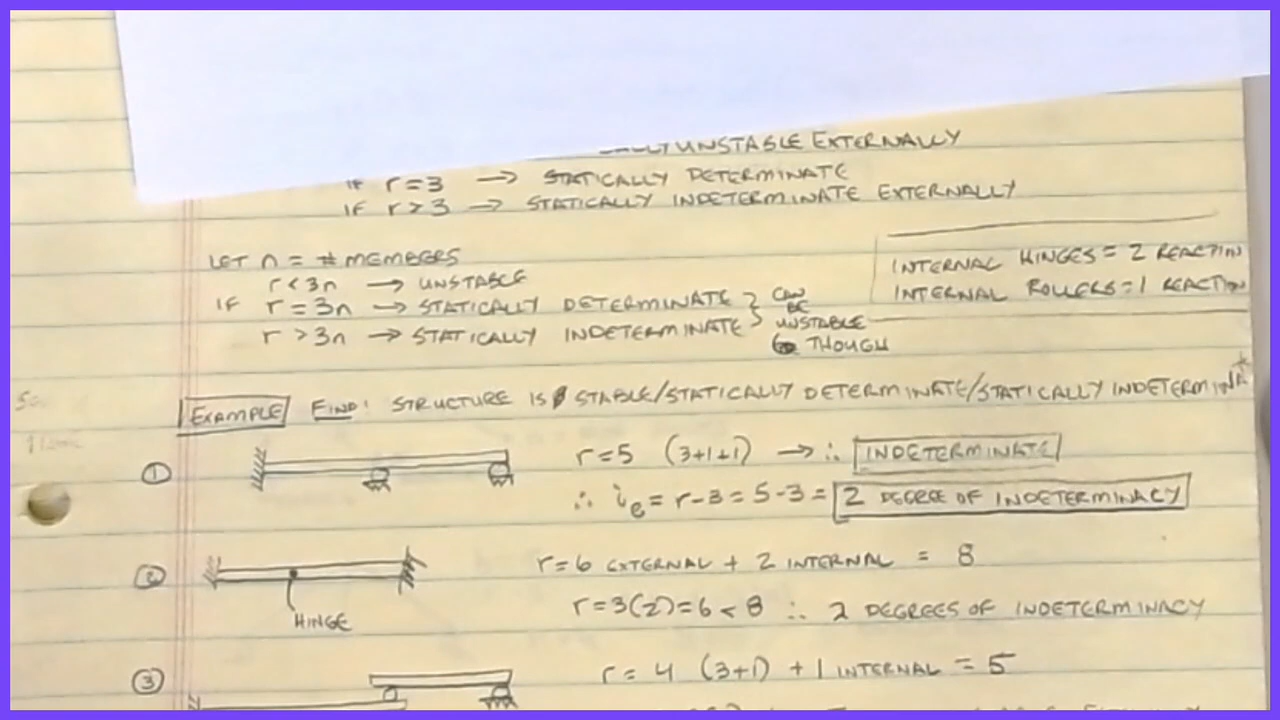 UNSTABLE EXTERNALLY
IF r=3 → STATICALLY DETERMINATE
IF r>3 → STATICALLY INDETERMINATE EXTERNALLY
LET n = # MEMBERS
r<3n → UNSTABLE
IF r=3n → STATICALLY DETERMINATE
r>3n → STATICALLY INDETERMINATE
} CAN
BE
UNSTABLE
THOUGH
INTERNAL HINGES = 2 REACTION
INTERNAL ROLLERS = 1 REACTION
EXAMPLE FIND: STRUCTURE IS STABLE/STATICALLY DETERMINATE/STATICALLY INDETERMINA
① r=5 (3+1+1) → ∴ INDETERMINATE
∴ ie = r-3 = 5-3 = 2 DEGREE OF INDETERMINACY
② r=6 EXTERNAL + 2 INTERNAL = 8
HINGE
r=3(2)=6 < 8 ∴ 2 DEGREES OF INDETERMINACY
③ r= 4 (3+1) + 1 INTERNAL = 5